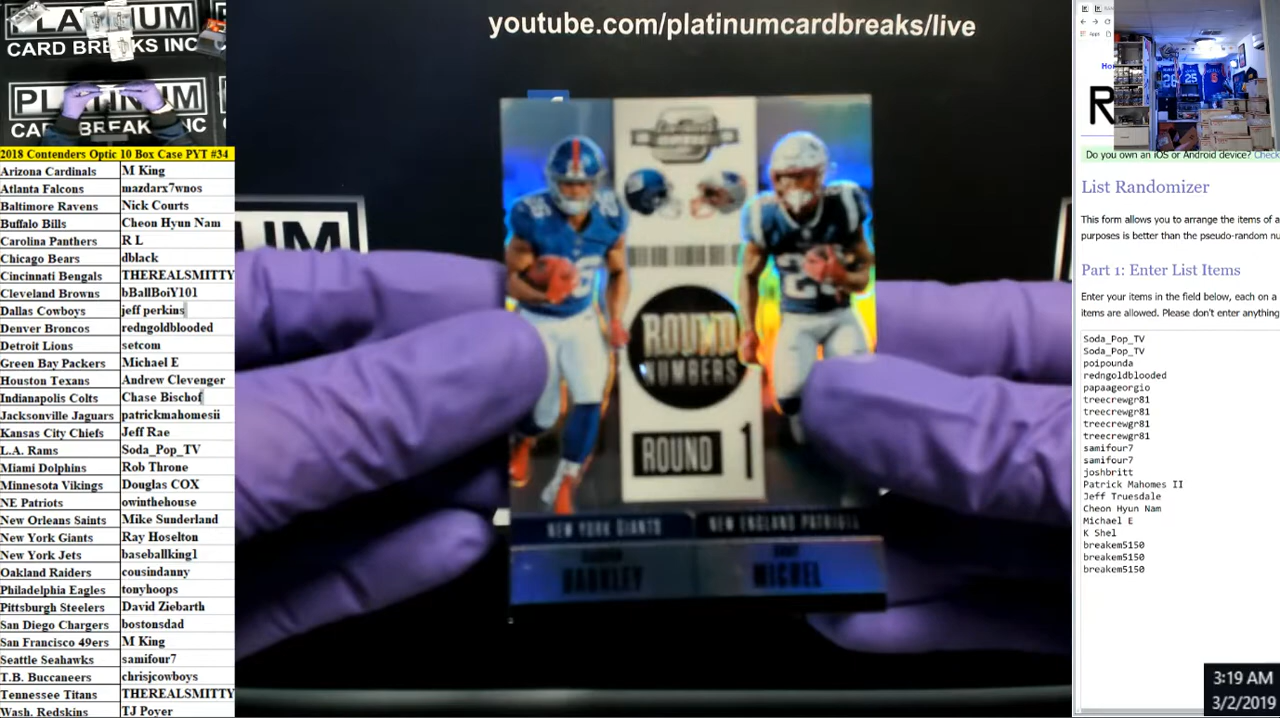 PLATINUM
CARD BREAKS INC
PLATINUM
CARD BREAK INC
youtube.com/platinumcardbreaks/live
2018 Contenders Optic 10 Box Case PYT #34
Arizona Cardinals M King
Atlanta Falcons mazdarx7wnos
Baltimore Ravens Nick Courts
Buffalo Bills Cheon Hyun Nam
Carolina Panthers R L
Chicago Bears dblack
Cincinnati Bengals THEREALSMITTY
Cleveland Browns bBallBoiY101
Dallas Cowboys jeff perkins
Denver Broncos redngoldblooded
Detroit Lions setcom
Green Bay Packers Michael E
Houston Texans Andrew Clevenger
Indianapolis Colts Chase Bischof
Jacksonville Jaguars patrickmahomesii
Kansas City Chiefs Jeff Rae
L.A. Rams Soda_Pop_TV
Miami Dolphins Rob Throne
Minnesota Vikings Douglas COX
NE Patriots owinthehouse
New Orleans Saints Mike Sunderland
New York Giants Ray Hoselton
New York Jets baseballking1
Oakland Raiders cousindanny
Philadelphia Eagles tonyhoops
Pittsburgh Steelers David Ziebarth
San Diego Chargers bostonsdad
San Francisco 49ers M King
Seattle Seahawks samifour7
T.B. Buccaneers chrisjcowboys
Tennessee Titans THEREALSMITTY
Wash. Redskins TJ Poyer
ROUND
NUMBERS
ROUND 1
NEW YORK GIANTS NEW ENGLAND PATRIOTS
BARKLEY MICHEL
Do you own an iOS or Android device? Check
List Randomizer
This form allows you to arrange the items of a
purposes is better than the pseudo-random nu
Part 1: Enter List Items
Enter your items in the field below, each on a
items are allowed. Please don't enter anything
Soda_Pop_TV
Soda_Pop_TV
poipounda
redngoldblooded
papaageorgio
treecrewgr81
treecrewgr81
treecrewgr81
treecrewgr81
samifour7
samifour7
joshbritt
Patrick Mahomes II
Jeff Truesdale
Cheon Hyun Nam
Michael E
K Shel
breakem5150
breakem5150
breakem5150
3:19 AM
3/2/2019